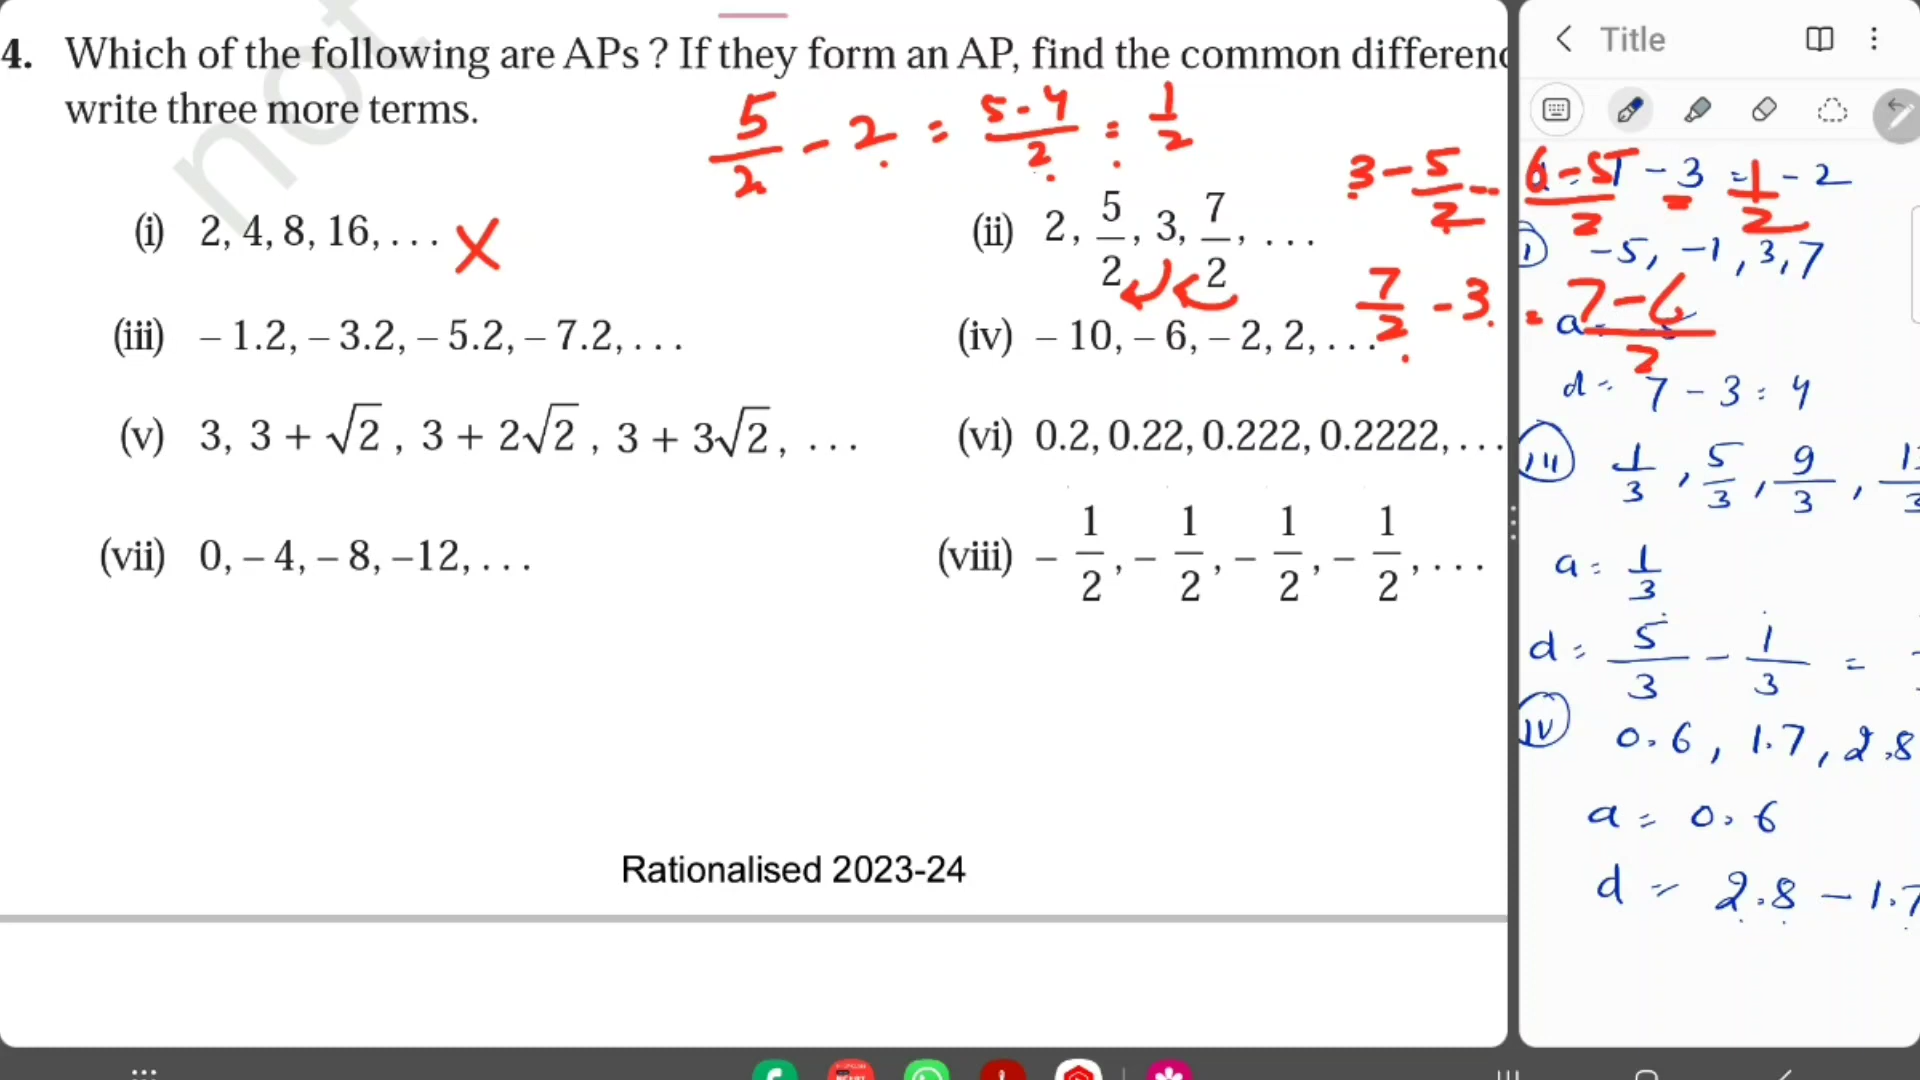 not
4. Which of the following are APs ? If they form an AP, find the common differenc
write three more terms.
5/2 - 2 = 5-4/2 = 1/2
3 - 5/2 = 6-5/2 = 1/2
(i) 2, 4, 8, 16, . . . X
(ii) 2, 5/2, 3, 7/2, . . .
7/2 - 3 = 7-6/2
(iii) – 1.2, – 3.2, – 5.2, – 7.2, . . .
(iv) – 10, – 6, – 2, 2, . . .
(v) 3, 3 + √2, 3 + 2√2, 3 + 3√2, . . .
(vi) 0.2, 0.22, 0.222, 0.2222, . . .
(vii) 0, – 4, – 8, –12, . . .
(viii) – 1/2, – 1/2, – 1/2, – 1/2, . . .
Rationalised 2023-24
Title
- 3 = - 2
-5, -1, 3, 7
a =
d = 7 - 3 = 4
(iii) 1/3, 5/3, 9/3,
a = 1/3
d = 5/3 - 1/3 =
(iv) 0.6, 1.7, 2.8
a = 0.6
d = 2.8 - 1.7